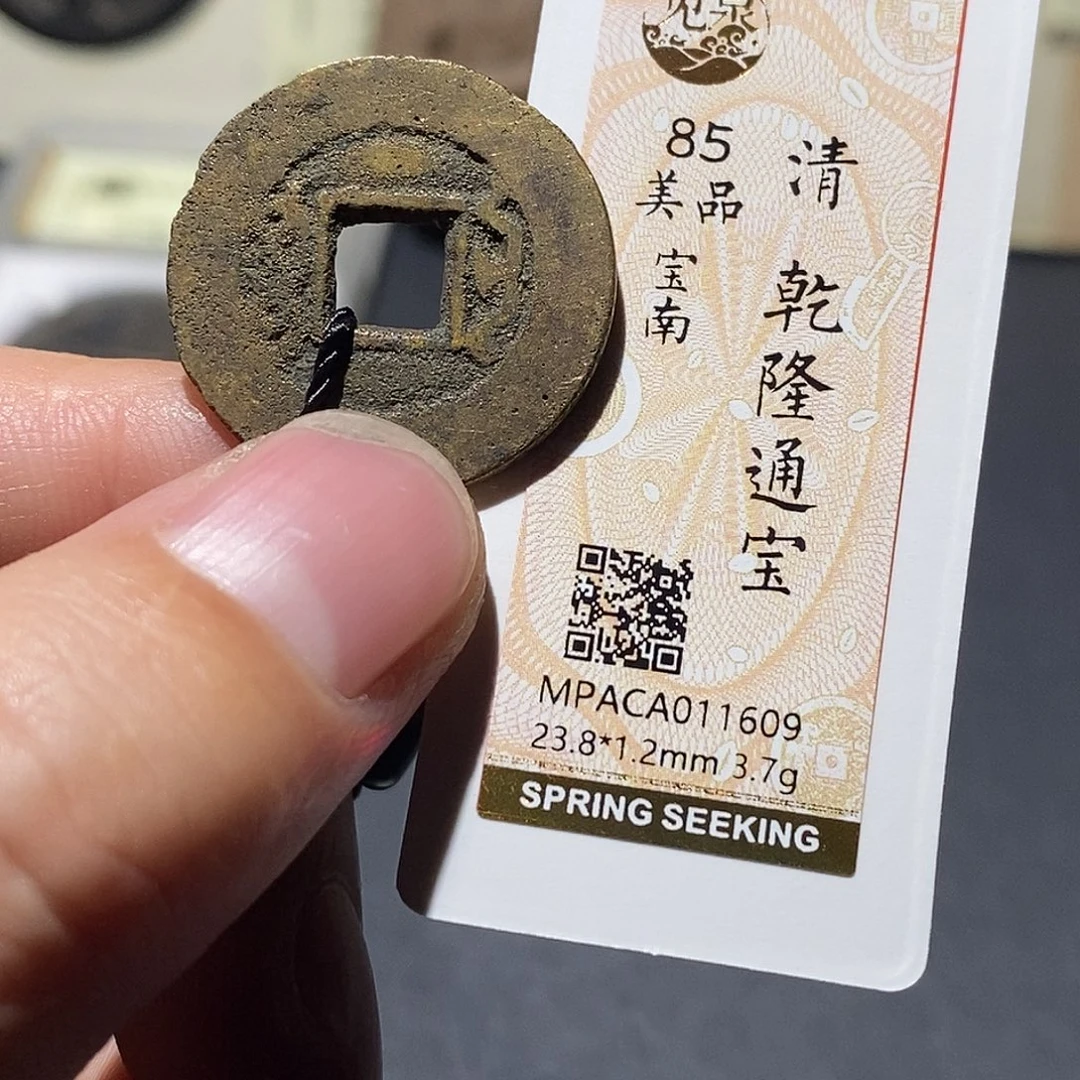 85
美品
宝南
清
乾隆通宝
MPACA011609
23.8*1.2mm 3.7g
SPRING SEEKING